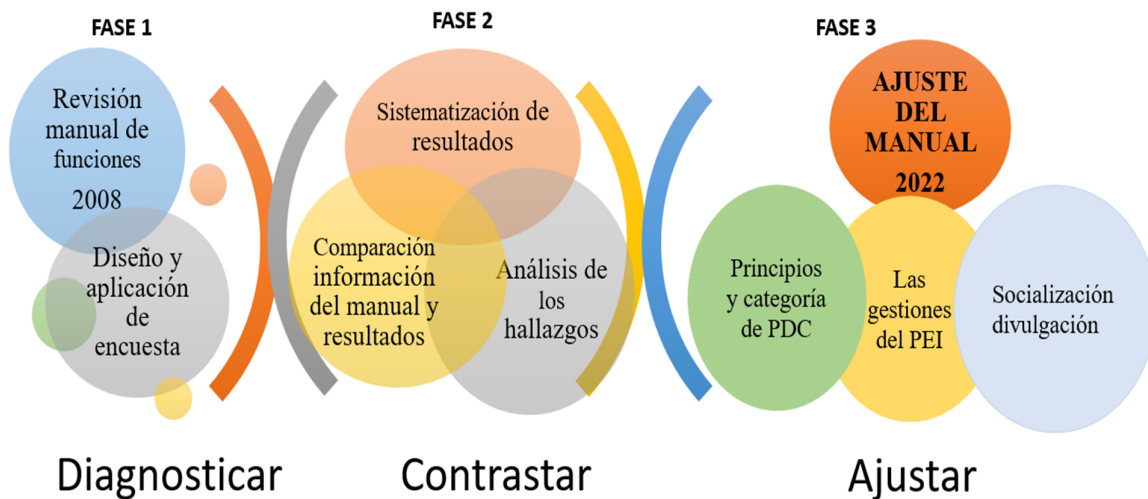 FASE 1
Revisión
manual de
funciones
2008
Diseño y
aplicación
de
encuesta
Diagnosticar
FASE 2
Sistematización de
resultados
Comparación
información
del manual y
resultados
Análisis de
los
hallazgos
Contrastar
FASE 3
AJUSTE
DEL
MANUAL
2022
Principios
y categoría
de PDC
Las
gestiones
del PEI
Socialización
divulgación
Ajustar